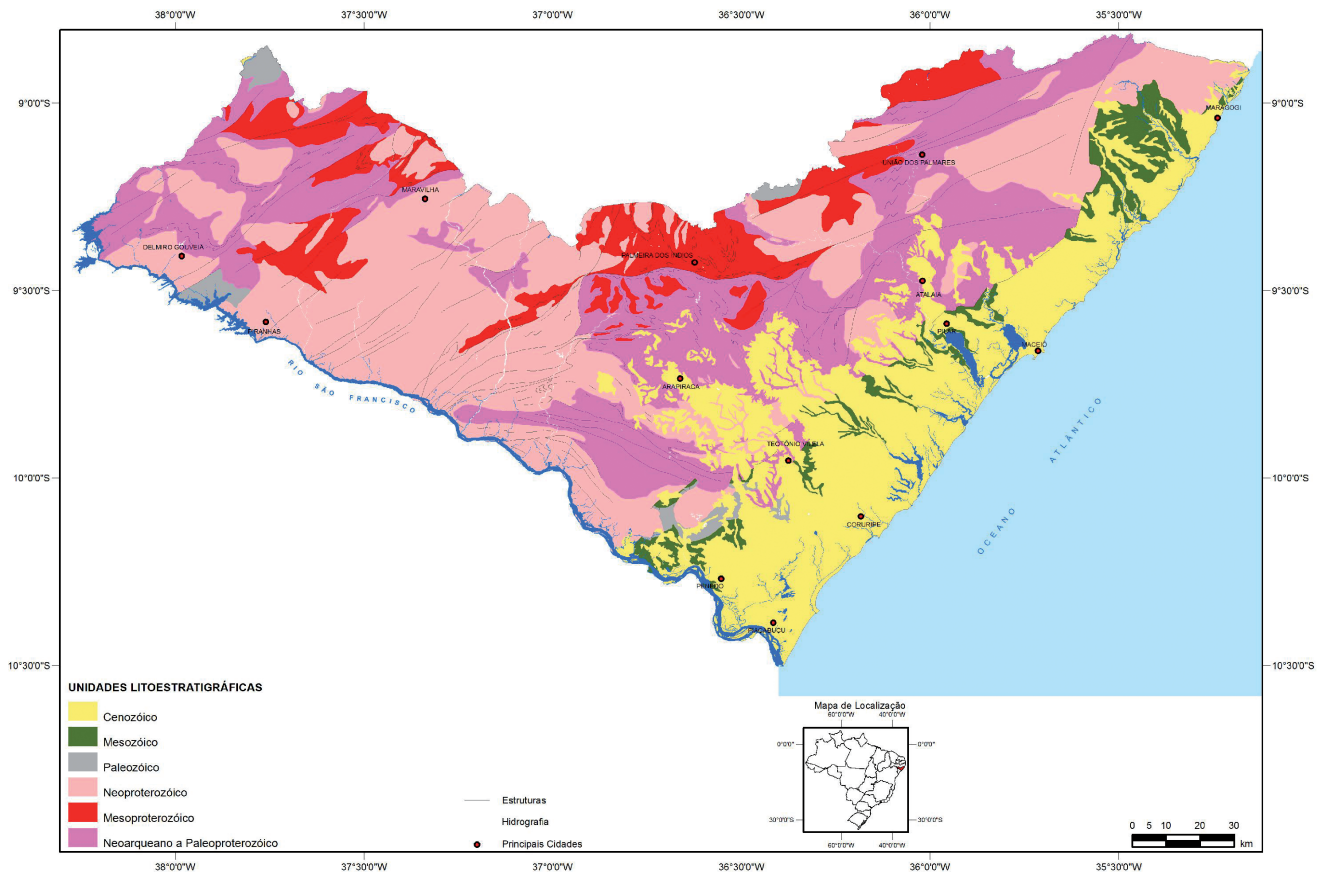 38°0'0"W 37°30'0"W 37°0'0"W 36°30'0"W 36°0'0"W 35°30'0"W
9°0'0"S
9°0'0"S
MARAGOGI
UNIÃO DOS PALMARES
MARAVILHA
DELMIRO GOUVEIA
PALMEIRA DOS ÍNDIOS
9°30'0"S
9°30'0"S
ATALAIA
PIRANHAS
PILAR
MACEIÓ
RIO SÃO FRANCISCO
ARAPIRACA
OCEANO ATLÂNTICO
TEOTÔNIO VILELA
10°0'0"S
10°0'0"S
CORURIPE
PENEDO
PIAÇABUÇU
10°30'0"S
10°30'0"S
UNIDADES LITOESTRATIGRÁFICAS
Cenozóico
Mesozóico
Paleozóico
Neoproterozóico
Mesoproterozóico
Neoarqueano a Paleoproterozóico
Estruturas
Hidrografia
Principais Cidades
Mapa de Localização
60°0'0"W 40°0'0"W
0°0'0" 0°0'0"
30°0'0"S 30°0'0"S
60°0'0"W 40°0'0"W
0 5 10 20 30
km
38°0'0"W 37°30'0"W 37°0'0"W 36°30'0"W 36°0'0"W 35°30'0"W